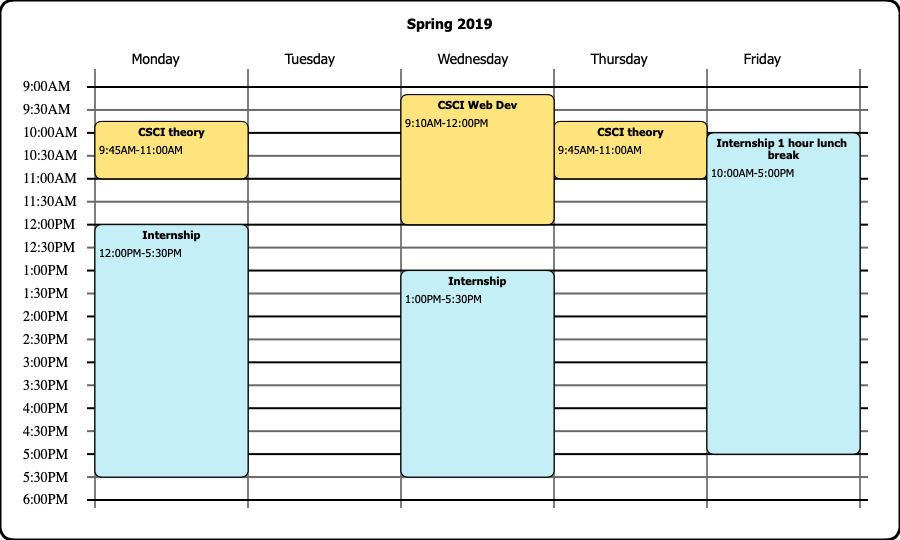 Spring 2019
Monday Tuesday Wednesday Thursday Friday
9:00AM
9:30AM
10:00AM
10:30AM
11:00AM
11:30AM
12:00PM
12:30PM
1:00PM
1:30PM
2:00PM
2:30PM
3:00PM
3:30PM
4:00PM
4:30PM
5:00PM
5:30PM
6:00PM
CSCI theory
9:45AM-11:00AM
Internship
12:00PM-5:30PM
CSCI Web Dev
9:10AM-12:00PM
Internship
1:00PM-5:30PM
CSCI theory
9:45AM-11:00AM
Internship 1 hour lunch
break
10:00AM-5:00PM